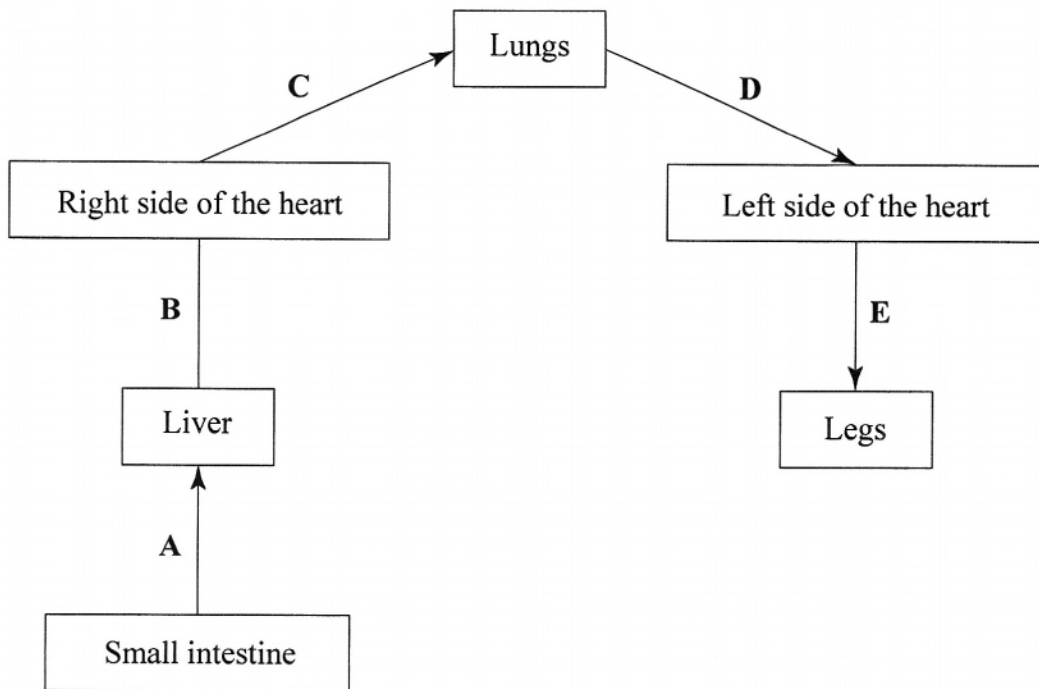 Lungs
C
D
Right side of the heart
Left side of the heart
B
E
Liver
Legs
A
Small intestine